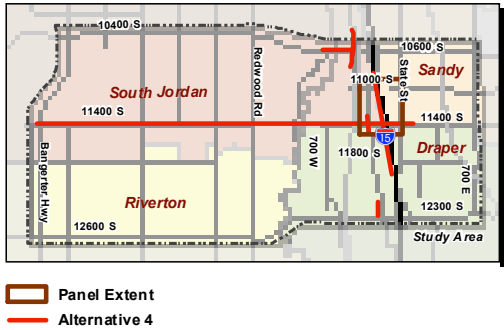 10400 S
10600 S
Redwood Rd
11000 S
State St
Sandy
South Jordan
11400 S
11400 S
15
Draper
Bangerter Hwy
700 W
11800 S
700 E
Riverton
12300 S
12600 S
Study Area
Panel Extent
Alternative 4